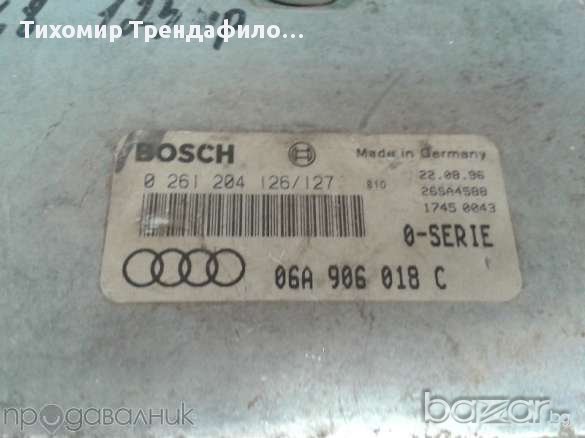 Тихомир Трендафило...
BOSCH
Made in Germany
0 261 204 126/127
810
22.08.96
26SA4588
1745 0043
0-SERIE
06A 906 018 C
продавалник
bazar.bg